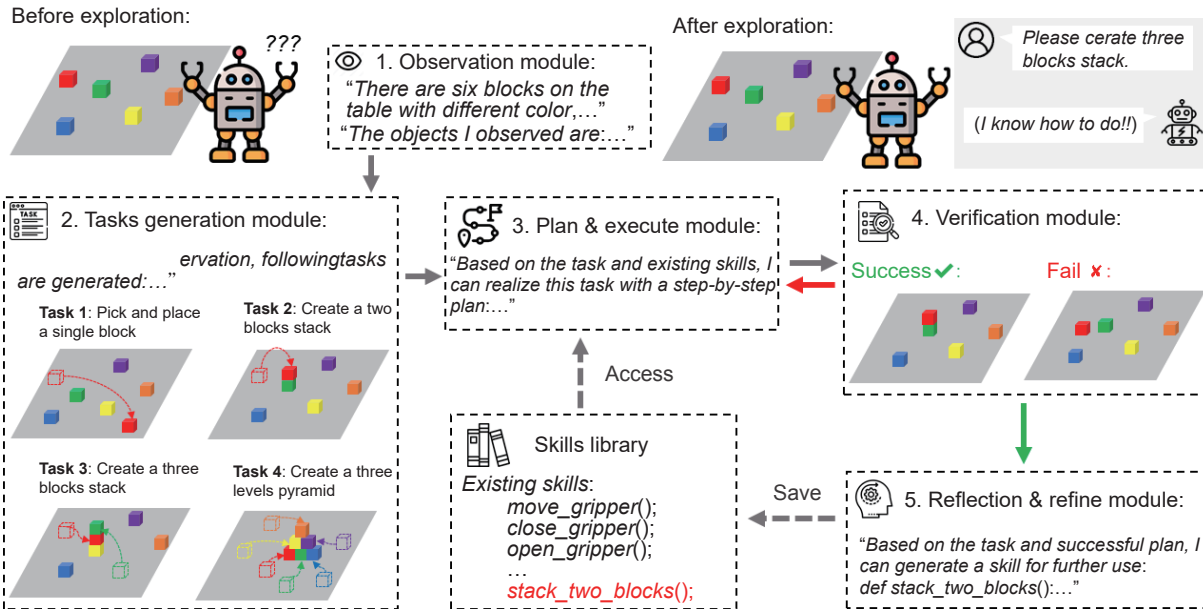 Before exploration:
???
1. Observation module:
“There are six blocks on the
table with different color,…”
“The objects I observed are:…”
After exploration:
Please cerate three
blocks stack.
(I know how to do!!)
TASK
2. Tasks generation module:
ervation, followingtasks
are generated:…”
Task 1: Pick and place
a single block
Task 2: Create a two
blocks stack
Task 3: Create a three
blocks stack
Task 4: Create a three
levels pyramid
3. Plan & execute module:
“Based on the task and existing skills, I
can realize this task with a step-by-step
plan:…”
Access
Skills library
Existing skills:
move_gripper();
close_gripper();
open_gripper();
…
stack_two_blocks();
4. Verification module:
Success✔:
Fail ✘:
Save
5. Reflection & refine module:
“Based on the task and successful plan, I
can generate a skill for further use:
def stack_two_blocks():…”